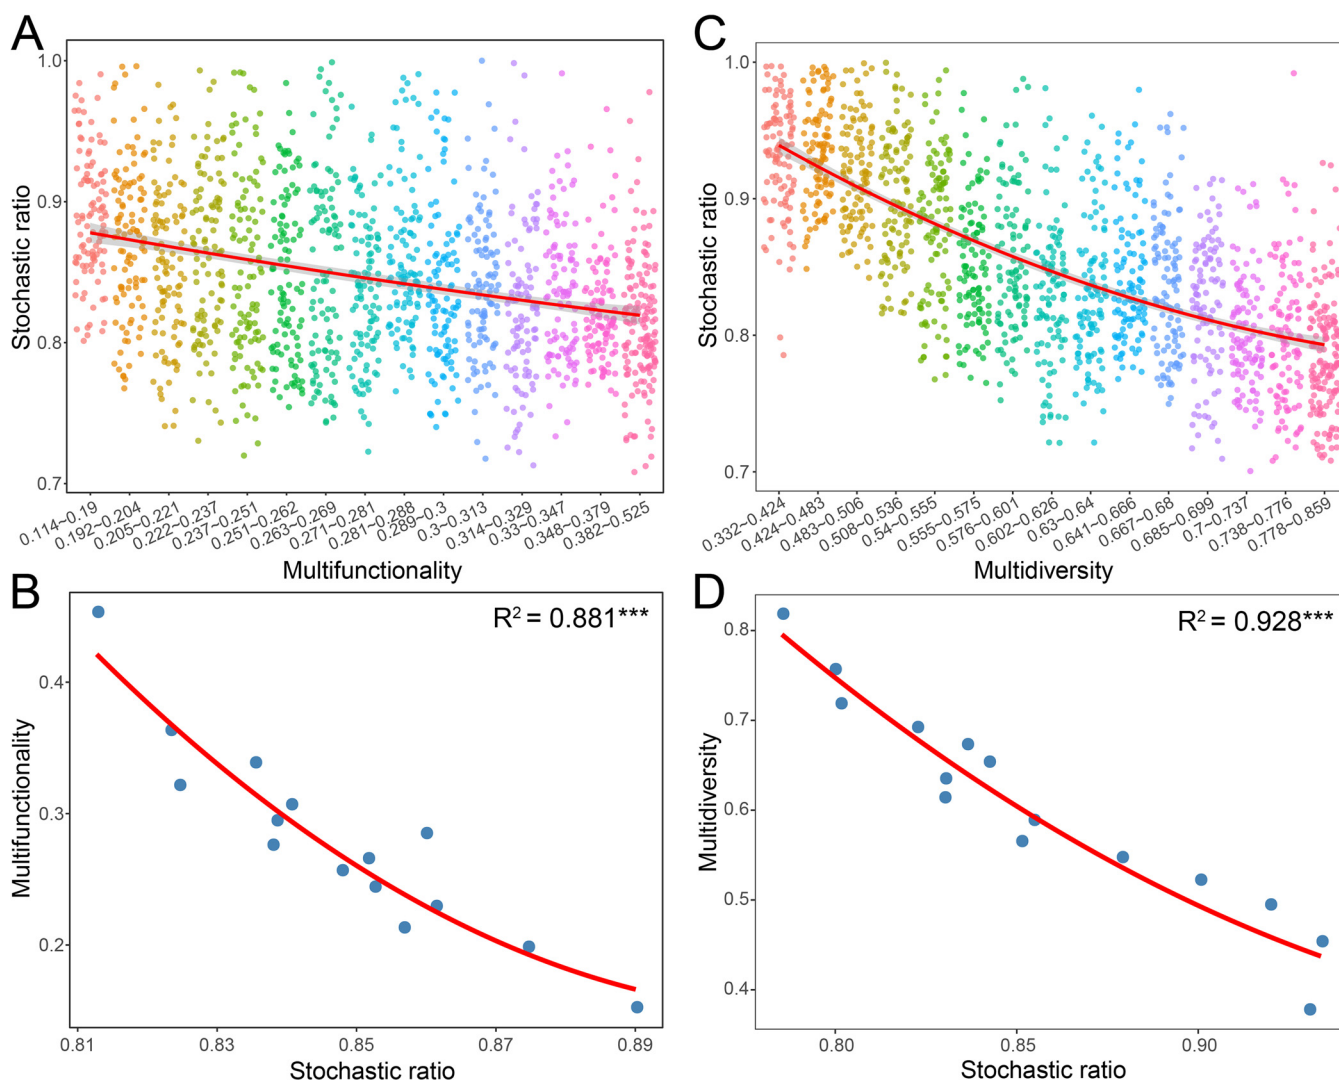 A
Stochastic ratio
1.0
0.9
0.8
0.7
0.114~0.19
0.192~0.204
0.205~0.221
0.222~0.237
0.237~0.251
0.251~0.262
0.263~0.269
0.271~0.281
0.281~0.288
0.289~0.3
0.3~0.313
0.314~0.329
0.33~0.347
0.348~0.379
0.382~0.525
Multifunctionality
C
Stochastic ratio
1.0
0.9
0.8
0.7
0.332~0.424
0.424~0.483
0.483~0.506
0.508~0.536
0.54~0.555
0.555~0.575
0.576~0.601
0.602~0.626
0.63~0.64
0.641~0.666
0.667~0.68
0.685~0.699
0.7~0.737
0.738~0.776
0.778~0.859
Multidiversity
B
R² = 0.881***
Multifunctionality
0.4
0.3
0.2
0.81 0.83 0.85 0.87 0.89
Stochastic ratio
D
R² = 0.928***
Multidiversity
0.8
0.7
0.6
0.5
0.4
0.80 0.85 0.90
Stochastic ratio